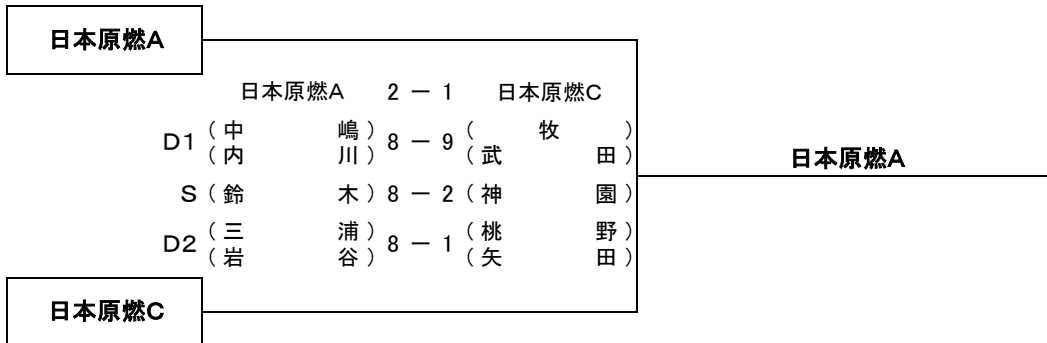 日本原燃A
日本原燃A 2 － 1 日本原燃C
D1 (中 嶋) 8 － 9 ( 牧 )
(内 川) (武 田)
日本原燃A
S (鈴 木) 8 － 2 (神 園)
D2 (三 浦) 8 － 1 (桃 野)
(岩 谷) (矢 田)
日本原燃C